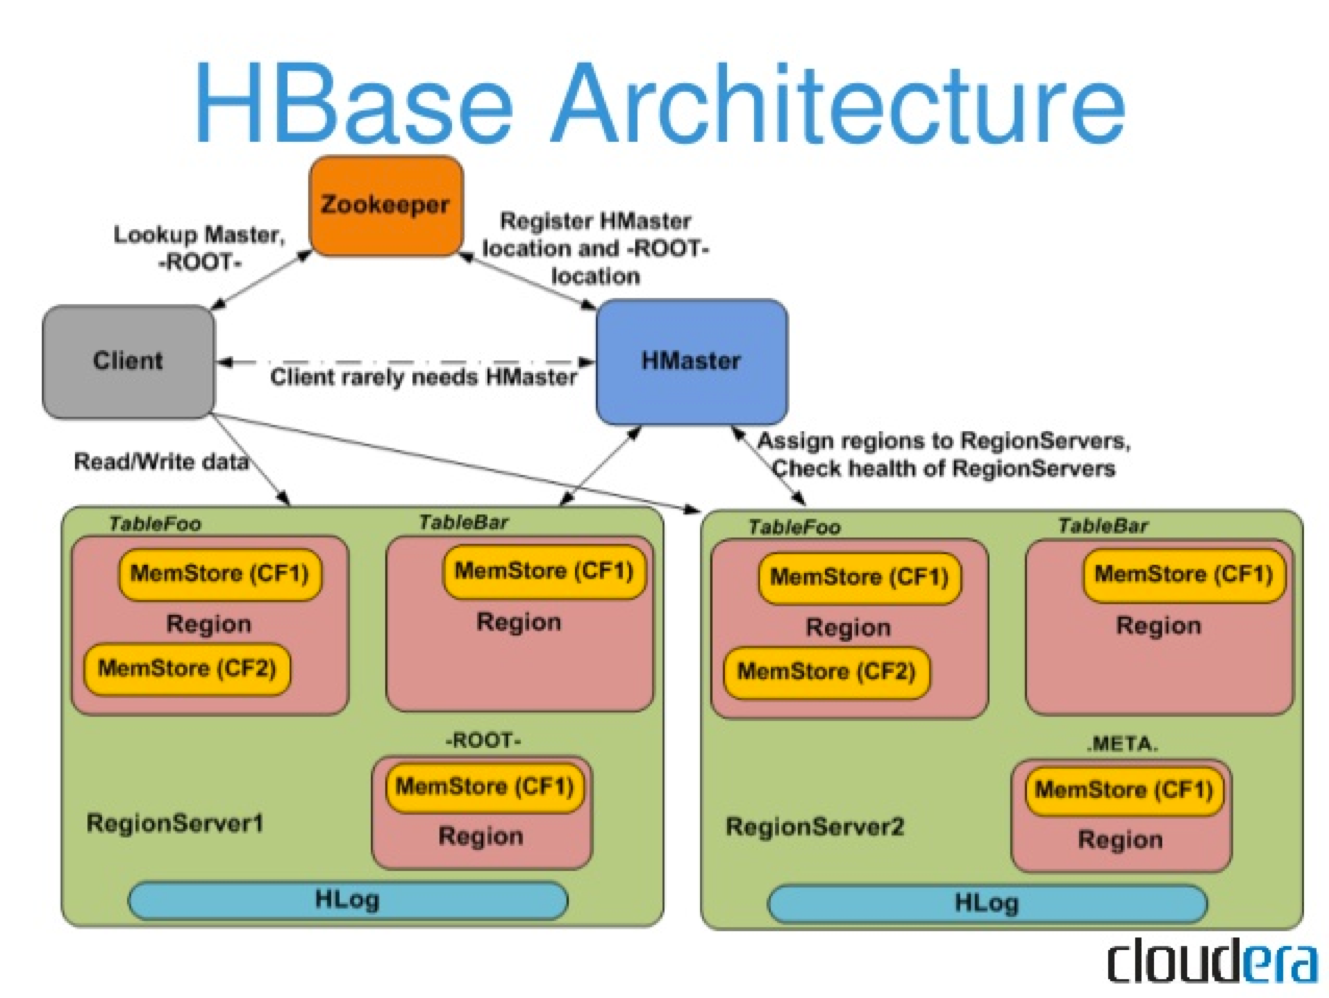 HBase Architecture
Zookeeper
Lookup Master,
-ROOT-
Register HMaster
location and -ROOT-
location
Client
HMaster
Client rarely needs HMaster
Read/Write data
Assign regions to RegionServers,
Check health of RegionServers
TableFoo
MemStore (CF1)
Region
MemStore (CF2)
TableBar
MemStore (CF1)
Region
-ROOT-
MemStore (CF1)
Region
RegionServer1
HLog
TableFoo
MemStore (CF1)
Region
MemStore (CF2)
TableBar
MemStore (CF1)
Region
.META.
MemStore (CF1)
Region
RegionServer2
HLog
cloudera